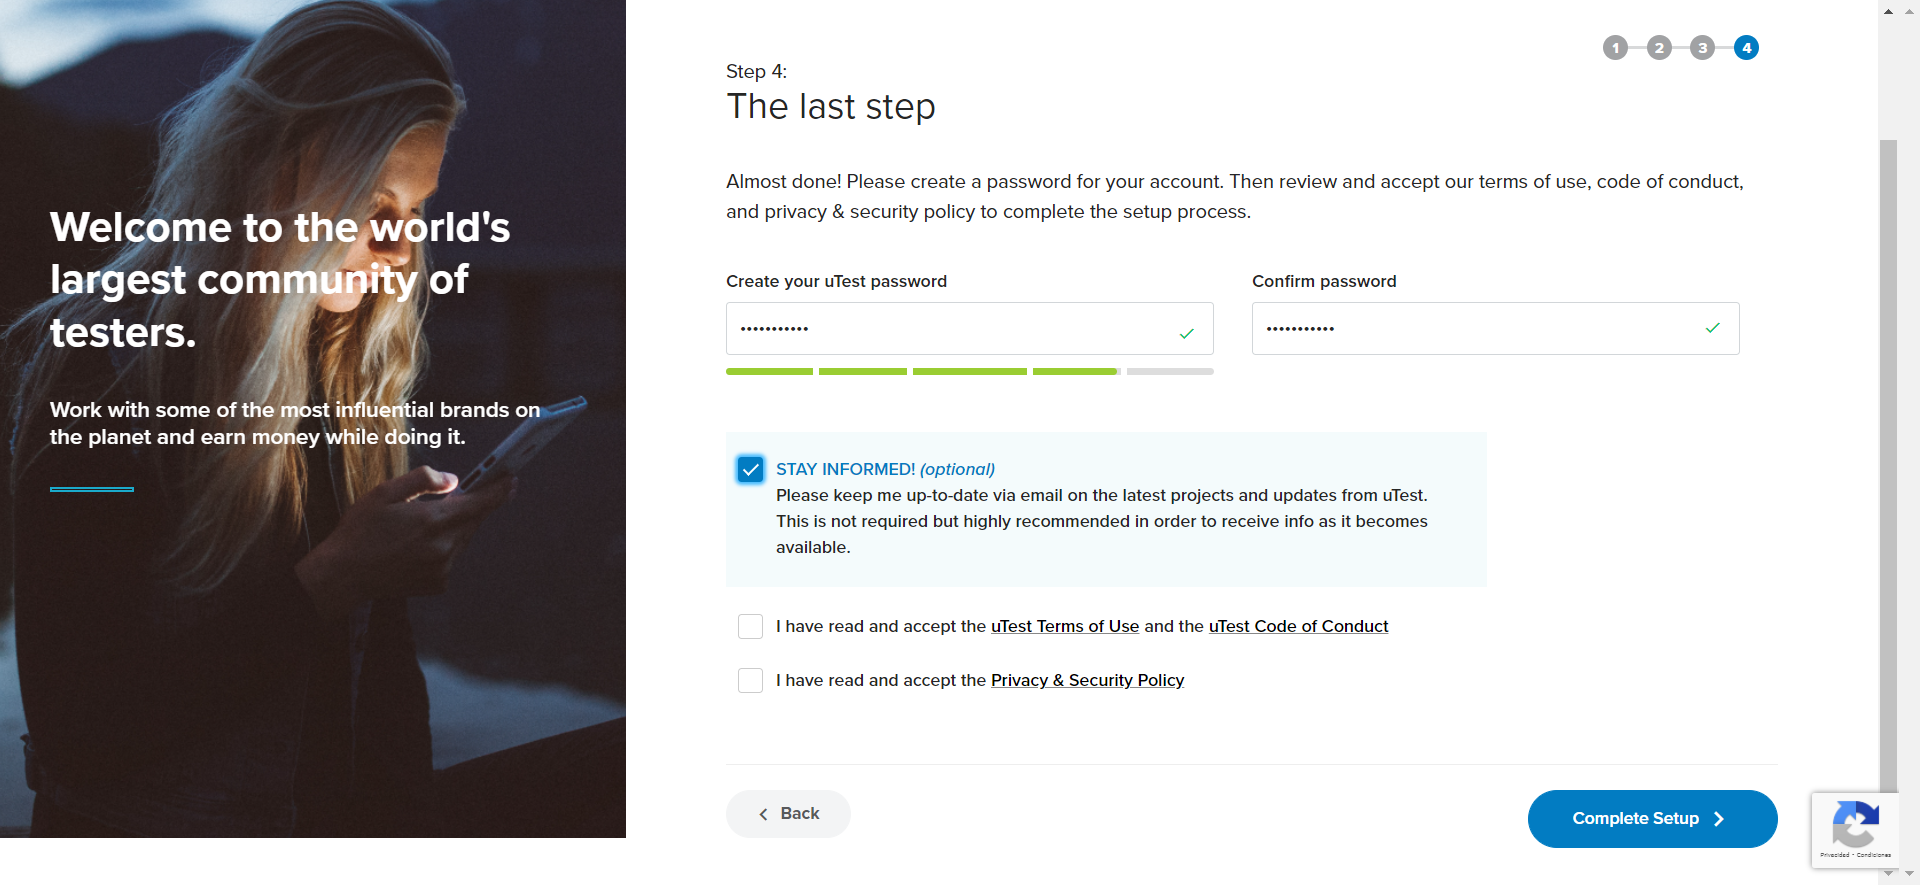 Welcome to the world's
largest community of
testers.
Work with some of the most influential brands on
the planet and earn money while doing it.
1 2 3 4
Step 4:
The last step
Almost done! Please create a password for your account. Then review and accept our terms of use, code of conduct,
and privacy & security policy to complete the setup process.
Create your uTest password
Confirm password
•••••••••••
•••••••••••
STAY INFORMED! (optional)
Please keep me up-to-date via email on the latest projects and updates from uTest.
This is not required but highly recommended in order to receive info as it becomes
available.
I have read and accept the uTest Terms of Use and the uTest Code of Conduct
I have read and accept the Privacy & Security Policy
Back
Complete Setup
Privacidad - Condiciones